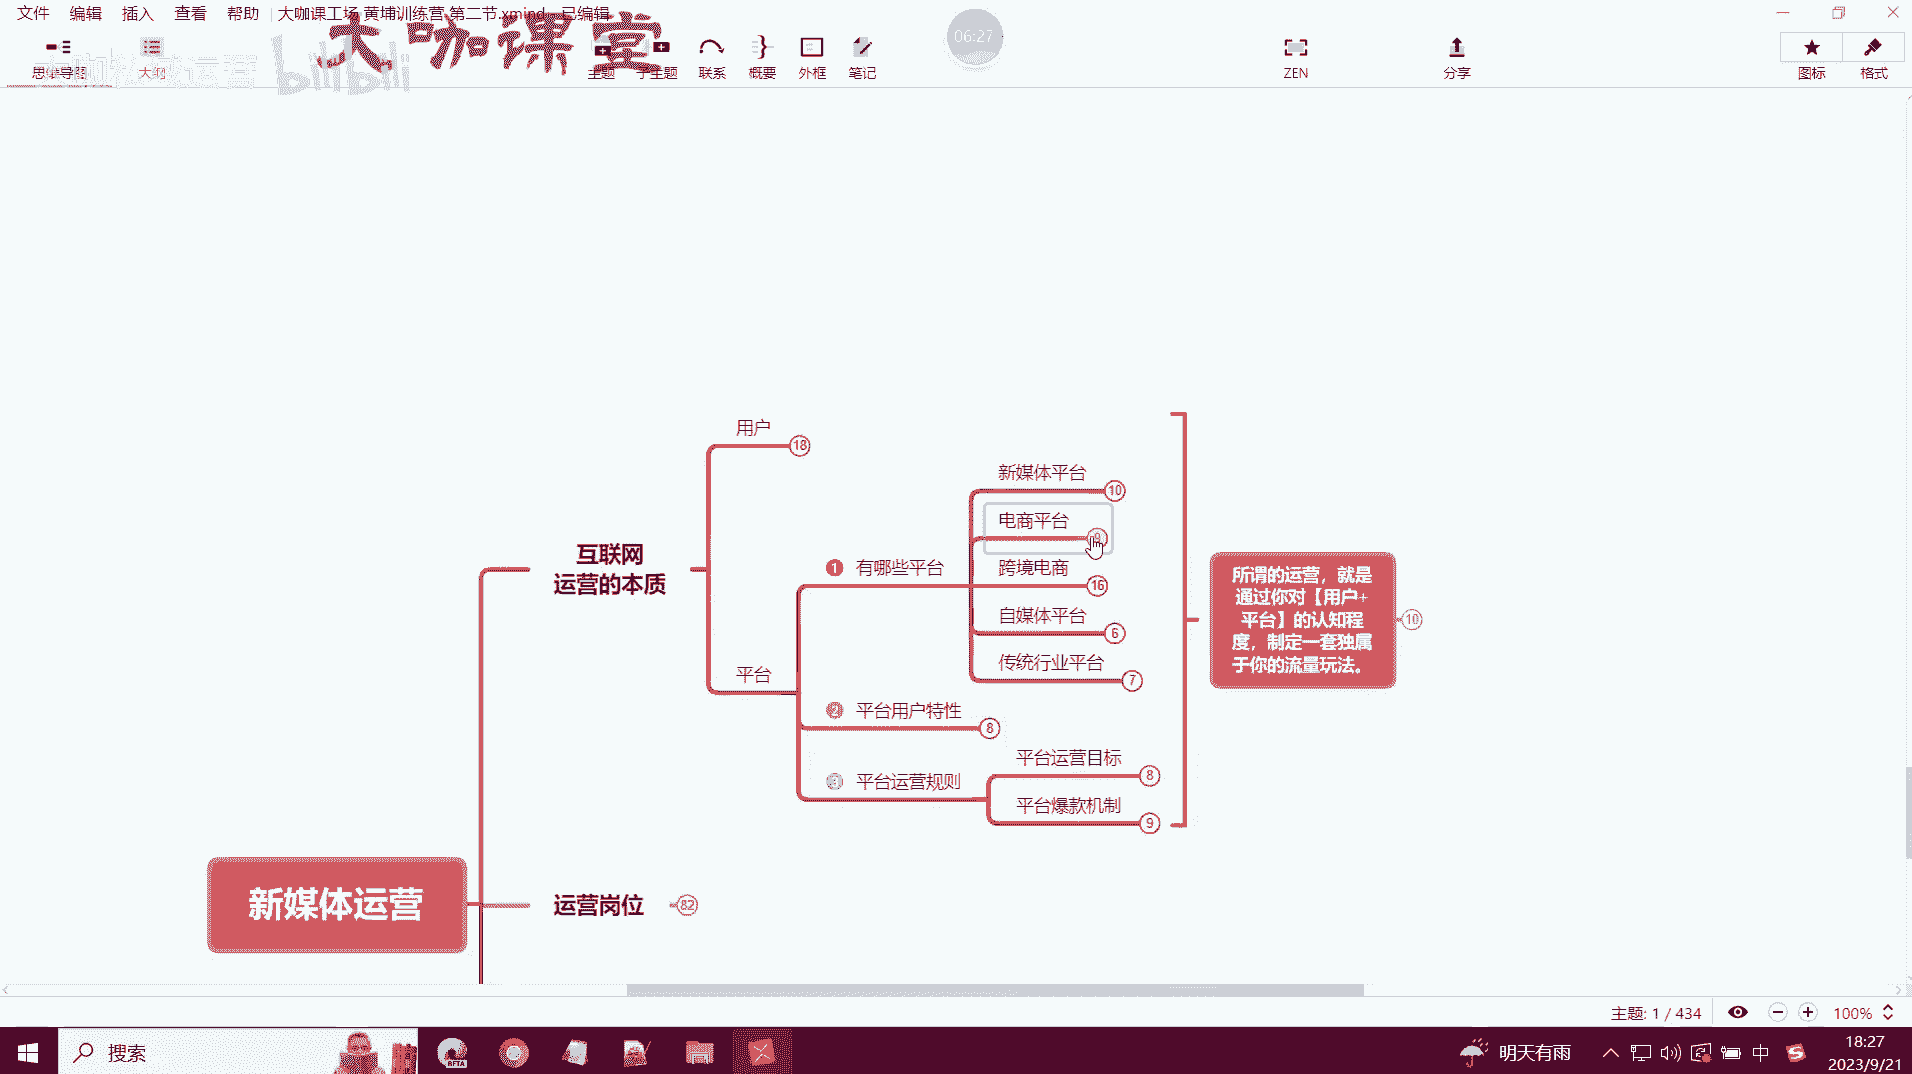 文件 编辑 插入 查看 帮助 大咖课工场 黄埔训练营 第二节.xmind - 已编辑
大咖课堂
bilibili
06:27
思维导图 大纲 主题 子主题 联系 概要 外框 笔记 ZEN 分享 图标 格式
用户 18
新媒体平台 10
电商平台
1 有哪些平台
跨境电商 16
自媒体平台 6
传统行业平台 7
平台
2 平台用户特性 8
平台运营目标 8
3 平台运营规则
平台爆款机制 9
互联网
运营的本质
所谓的运营，就是
通过你对【用户+
平台】的认知程
度，制定一套独属
于你的流量玩法。
10
新媒体运营
运营岗位 82
主题: 1 / 434
100%
搜索
BETA
明天有雨
中
18:27
2023/9/21